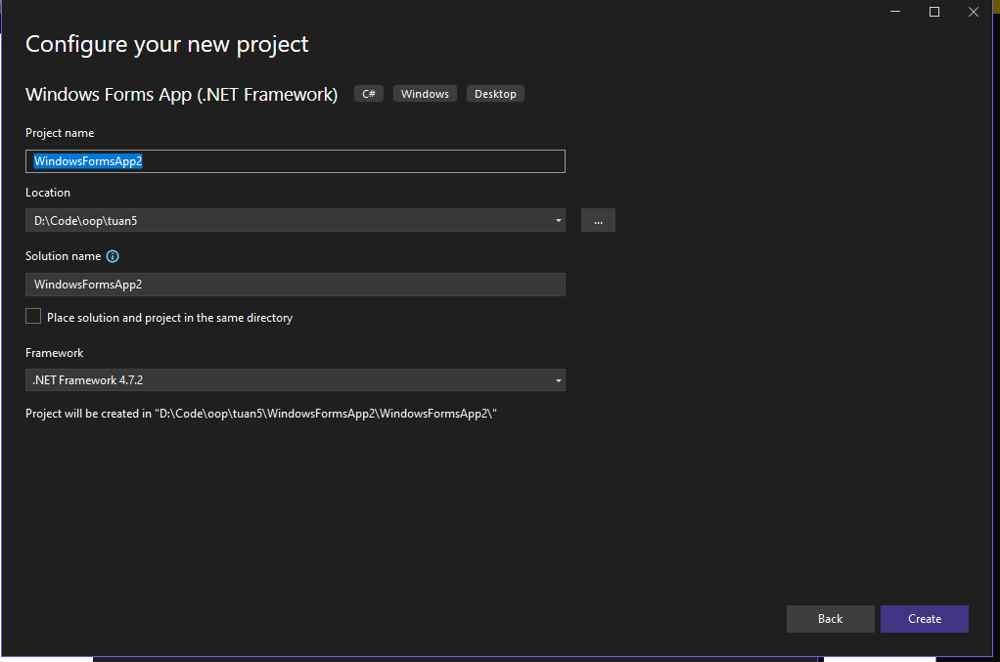 Configure your new project
Windows Forms App (.NET Framework) C# Windows Desktop
Project name
WindowsFormsApp2
Location
D:\Code\oop\tuan5
...
Solution name
WindowsFormsApp2
Place solution and project in the same directory
Framework
.NET Framework 4.7.2
Project will be created in "D:\Code\oop\tuan5\WindowsFormsApp2\WindowsFormsApp2\"
Back Create